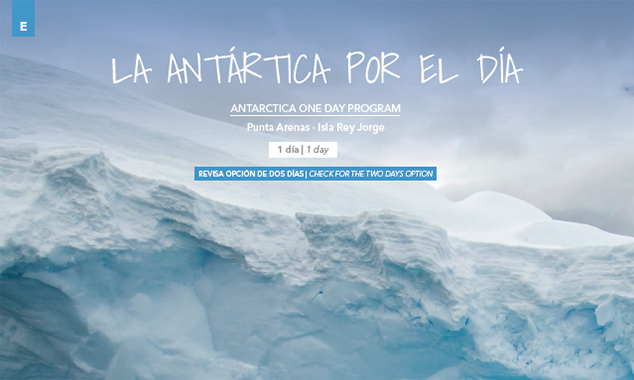 E
LA ANTÁRTICA POR EL DÍA
ANTARCTICA ONE DAY PROGRAM
Punta Arenas - Isla Rey Jorge
1 día | 1 day
REVISA OPCIÓN DE DOS DÍAS | CHECK FOR THE TWO DAYS OPTION